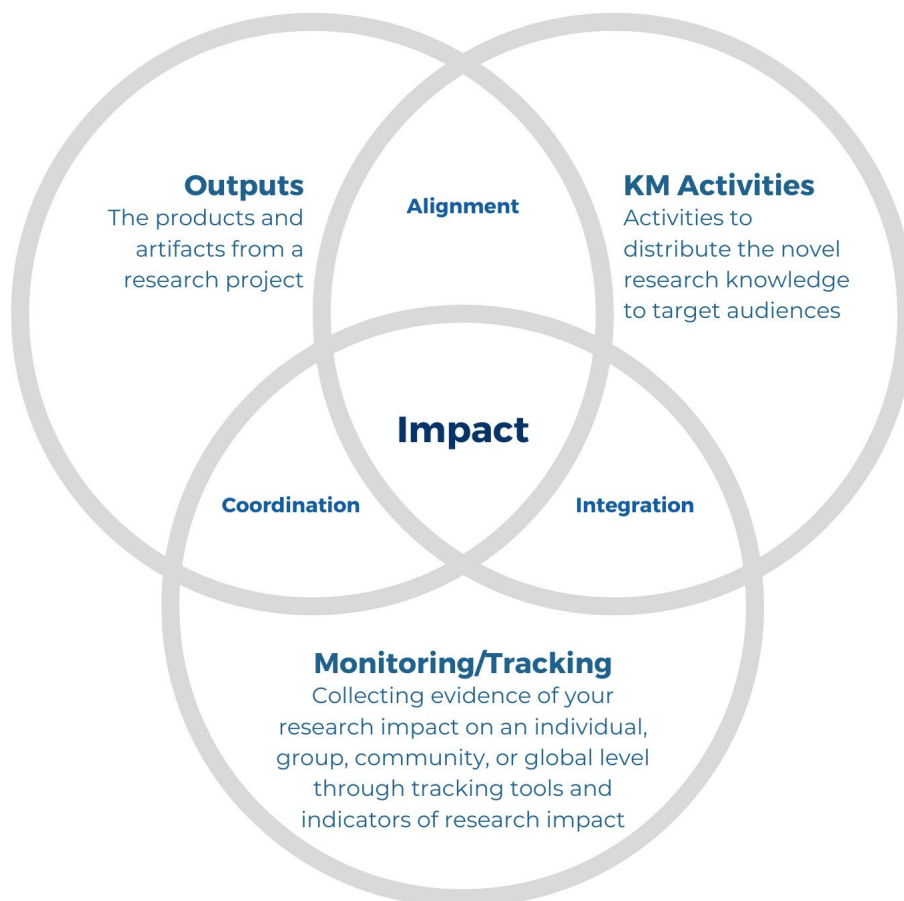 Outputs
The products and
artifacts from a
research project
Alignment
KM Activities
Activities to
distribute the novel
research knowledge
to target audiences
Impact
Coordination
Integration
Monitoring/Tracking
Collecting evidence of your
research impact on an individual,
group, community, or global level
through tracking tools and
indicators of research impact